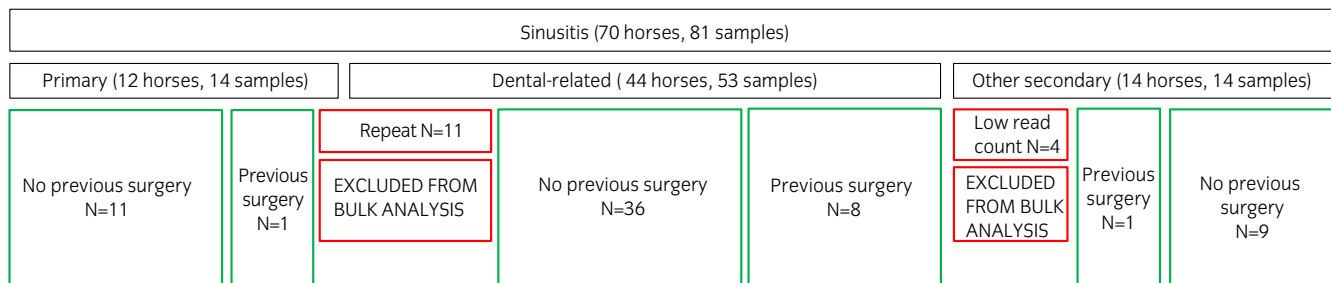 Sinusitis (70 horses, 81 samples)
Primary (12 horses, 14 samples)
Dental-related ( 44 horses, 53 samples)
Other secondary (14 horses, 14 samples)
No previous surgery
N=11
Previous
surgery
N=1
Repeat N=11
EXCLUDED FROM
BULK ANALYSIS
No previous surgery
N=36
Previous surgery
N=8
Low read
count N=4
EXCLUDED
FROM BULK
ANALYSIS
Previous
surgery
N=1
No previous
surgery
N=9